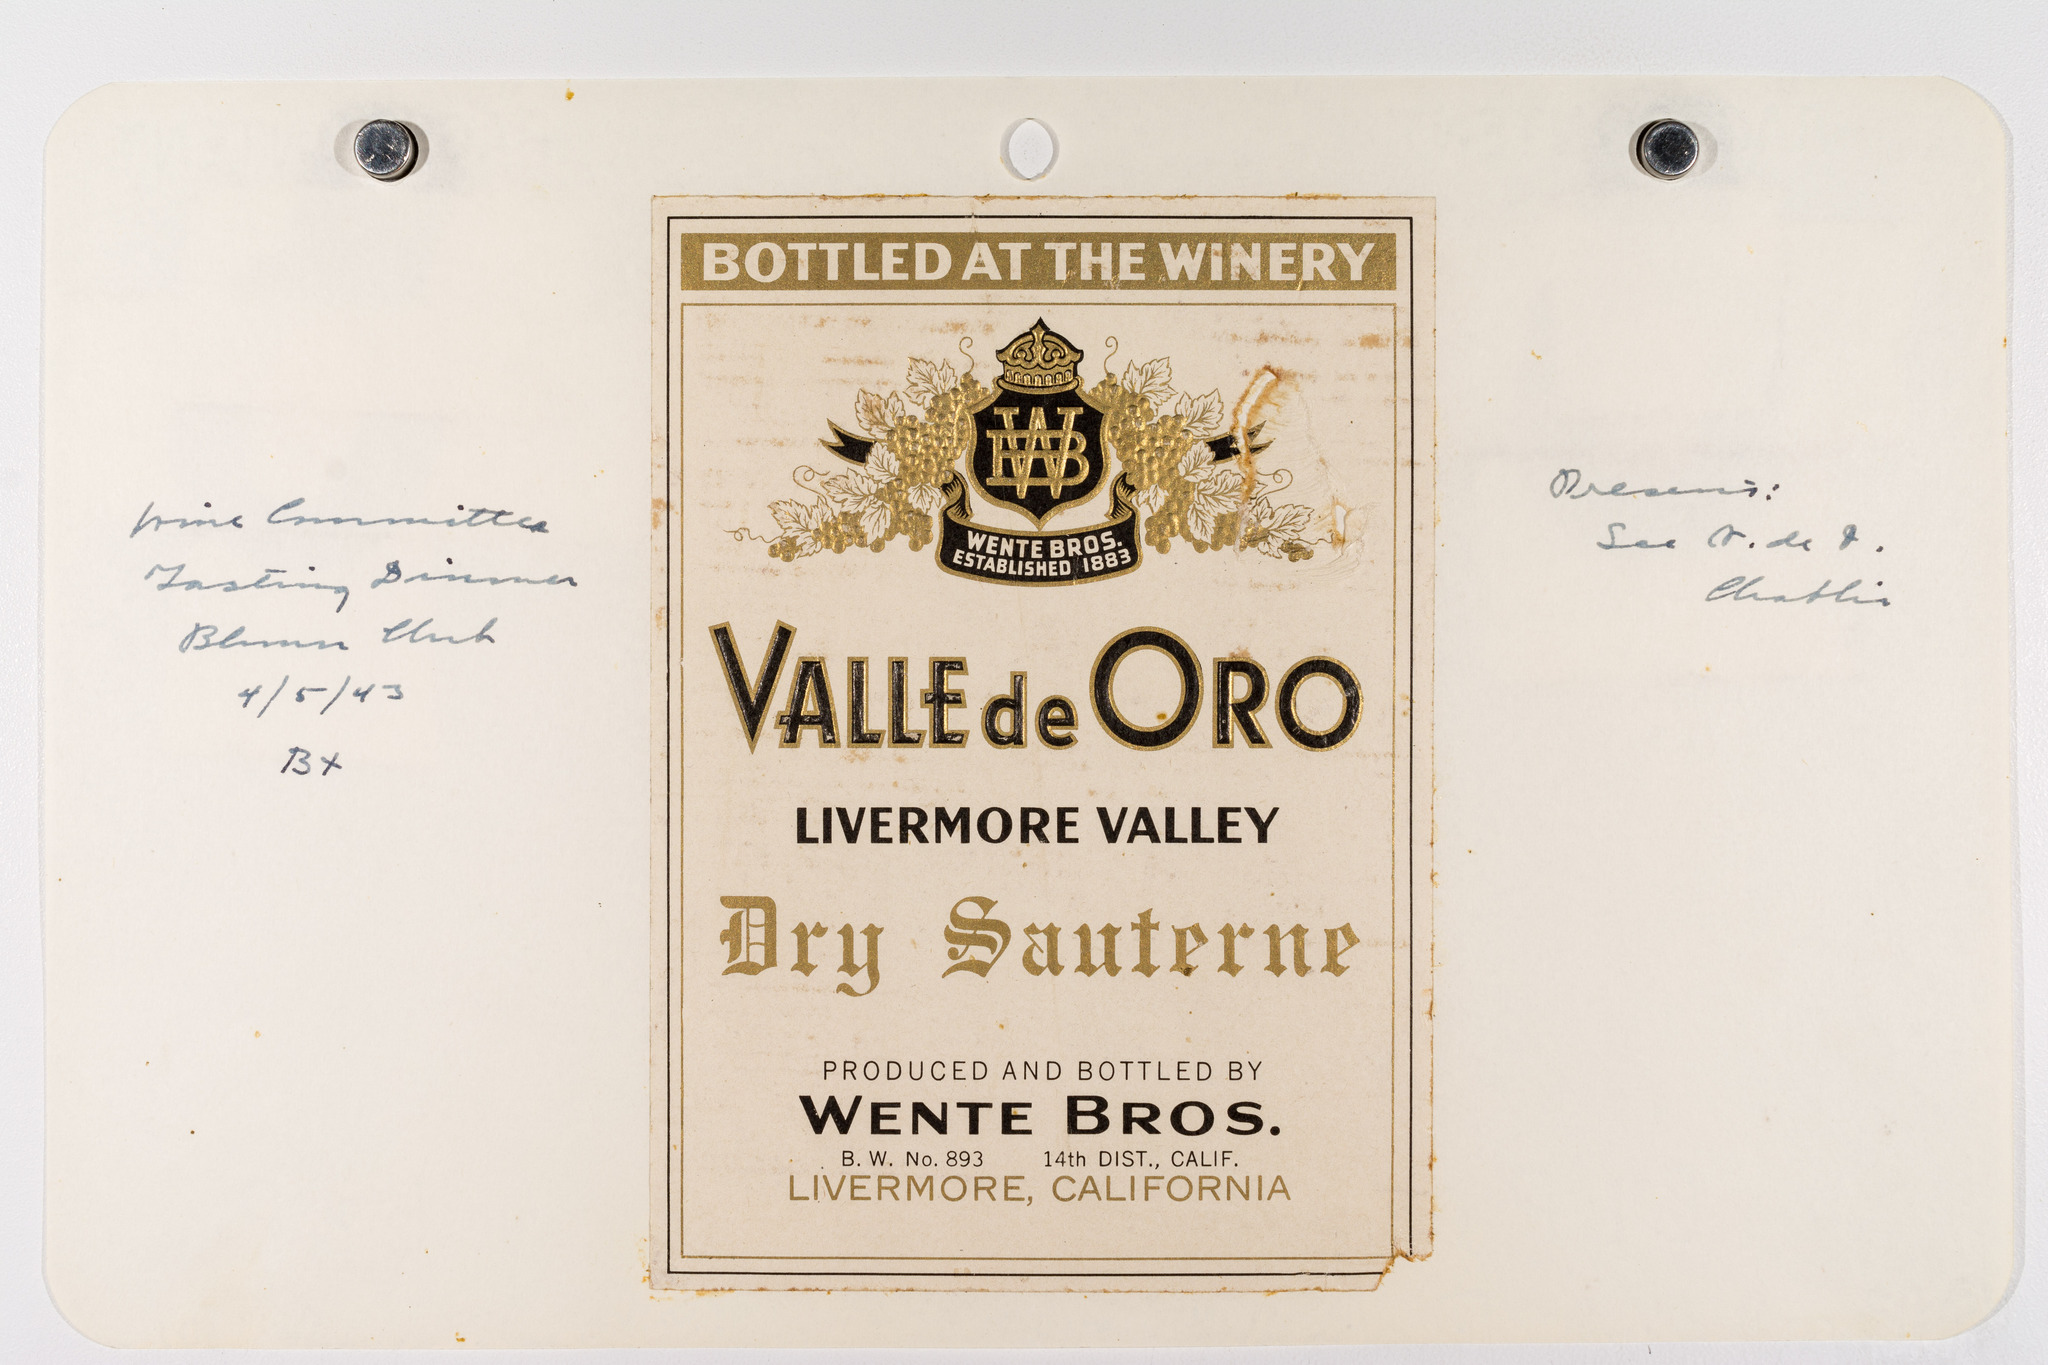 Wine Committee
Tasting Dinner
Club
4/5/43
BX
BOTTLED AT THE WINERY
WB
WENTE BROS.
ESTABLISHED 1883
VALLE de ORO
LIVERMORE VALLEY
Dry Sauterne
PRODUCED AND BOTTLED BY
WENTE BROS.
B. W. No. 893 14th DIST., CALIF.
LIVERMORE, CALIFORNIA
Present:
See V. de O.
Chablis